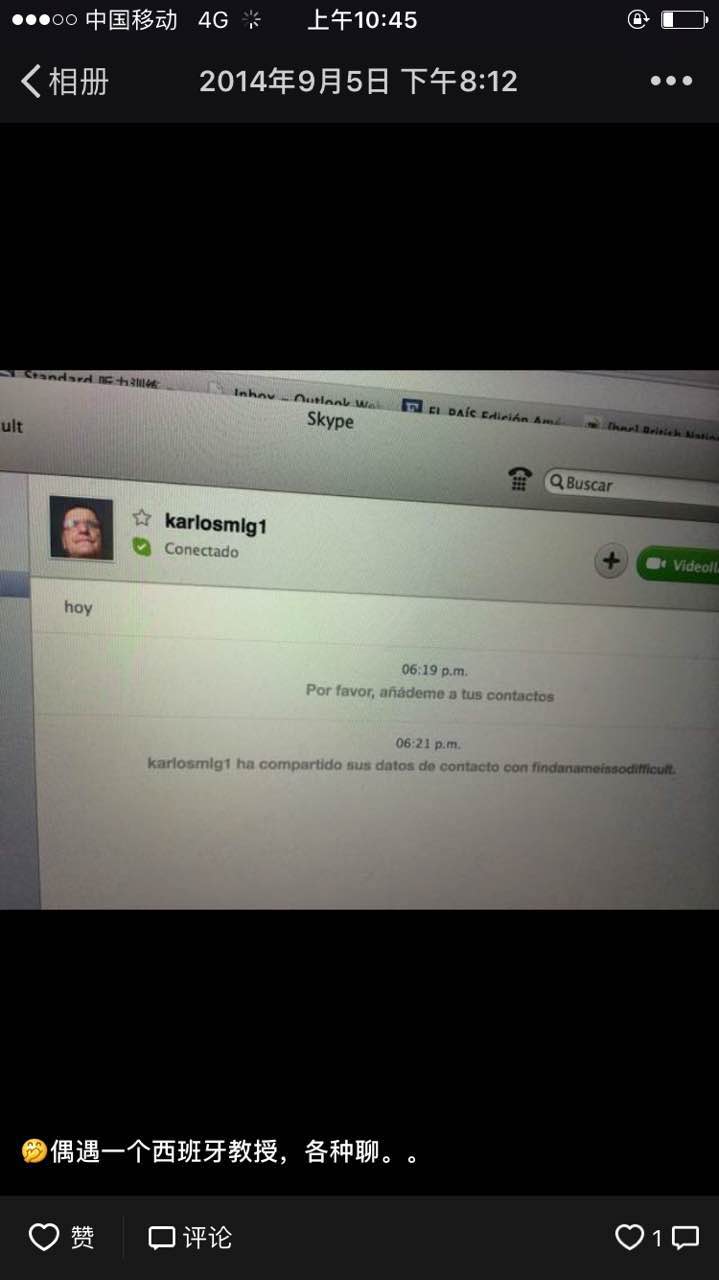 中国移动 4G 上午10:45
相册 2014年9月5日 下午8:12
Standard 听力训练
Inbox – Outlook We
EL PAÍS Edición Amé
[bnc] British Natio
ult
Skype
Buscar
karlosmlg1
Conectado
Videoll
hoy
06:19 p.m.
Por favor, añádeme a tus contactos
06:21 p.m.
karlosmlg1 ha compartido sus datos de contacto con findanameissodifficult.
偶遇一个西班牙教授，各种聊。。
赞 评论 1